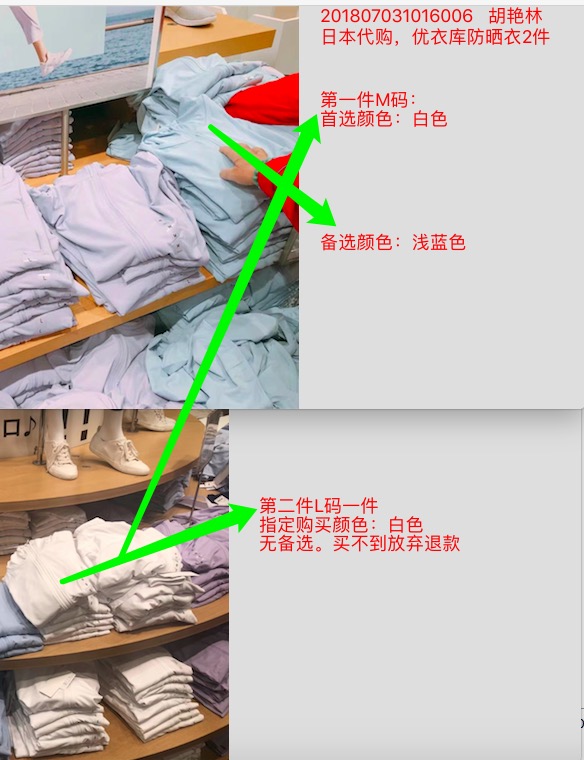 201807031016006 胡艳林
日本代购，优衣库防晒衣2件
第一件M码：
首选颜色：白色
备选颜色：浅蓝色
ロ♪ !!
第二件L码一件
指定购买颜色：白色
无备选。买不到放弃退款